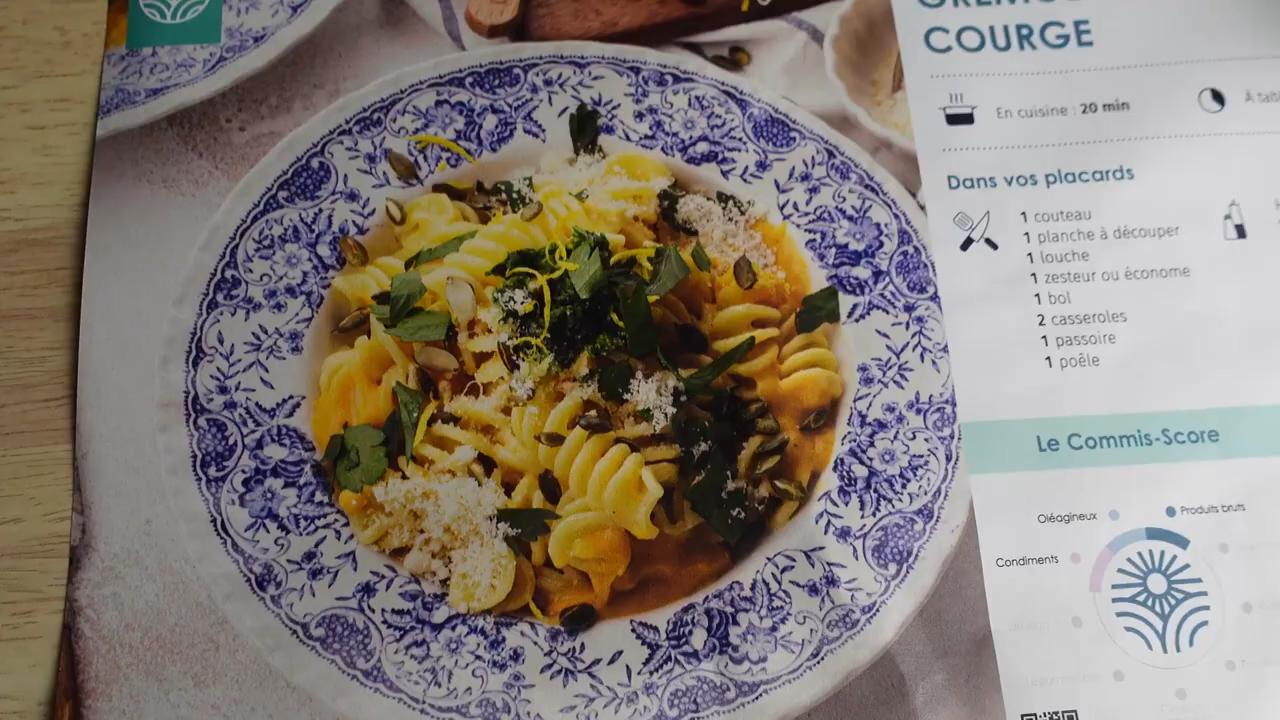 COURGE
En cuisine : 20 min
Dans vos placards
1 couteau
1 planche à découper
1 louche
1 zesteur ou économe
1 bol
2 casseroles
1 passoire
1 poêle
Le Commis-Score
Oléagineux
Produits bruts
Condiments